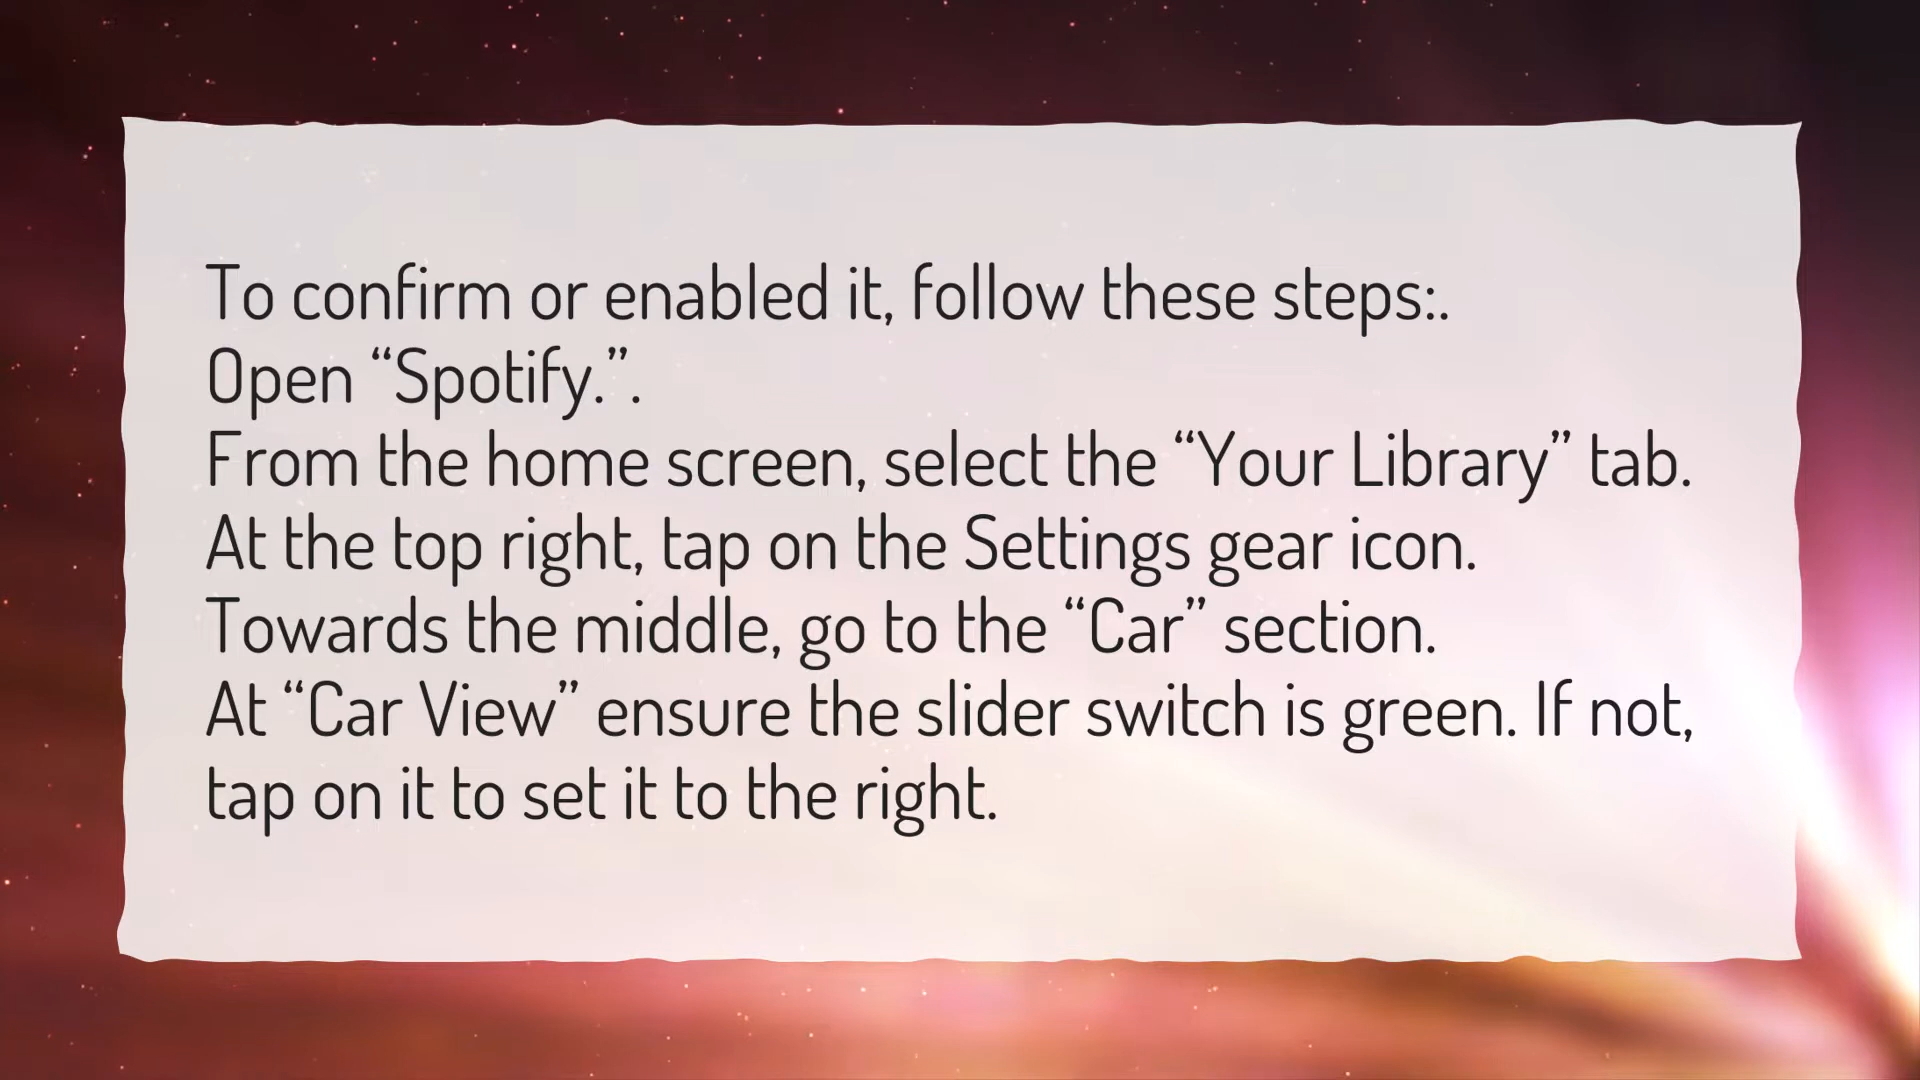 To confirm or enabled it, follow these steps:.
Open “Spotify.”.
From the home screen, select the “Your Library” tab.
At the top right, tap on the Settings gear icon.
Towards the middle, go to the “Car” section.
At “Car View” ensure the slider switch is green. If not,
tap on it to set it to the right.